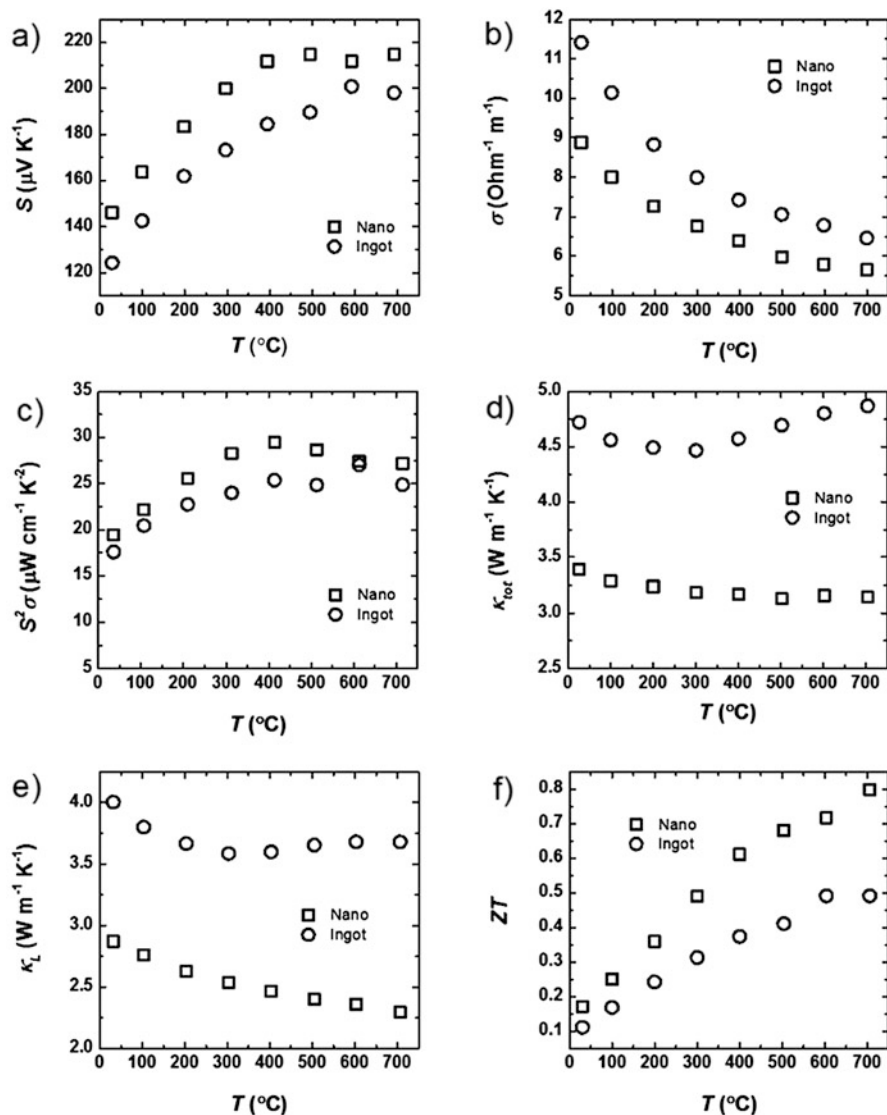 a)
220
200
180
160
140
120
S (μV K⁻¹)
Nano
Ingot
0 100 200 300 400 500 600 700
T (°C)
b)
12
11
10
9
8
7
6
5
σ (Ohm⁻¹ m⁻¹)
Nano
Ingot
0 100 200 300 400 500 600 700
T (°C)
c)
35
30
25
20
15
10
5
S²σ (μW cm⁻¹ K⁻²)
Nano
Ingot
0 100 200 300 400 500 600 700
T (°C)
d)
5.0
4.5
4.0
3.5
3.0
2.5
κtot (W m⁻¹ K⁻¹)
Nano
Ingot
0 100 200 300 400 500 600 700
T (°C)
e)
4.0
3.5
3.0
2.5
2.0
κL (W m⁻¹ K⁻¹)
Nano
Ingot
0 100 200 300 400 500 600 700
T (°C)
f)
0.8
0.7
0.6
0.5
0.4
0.3
0.2
0.1
ZT
Nano
Ingot
0 100 200 300 400 500 600 700
T (°C)